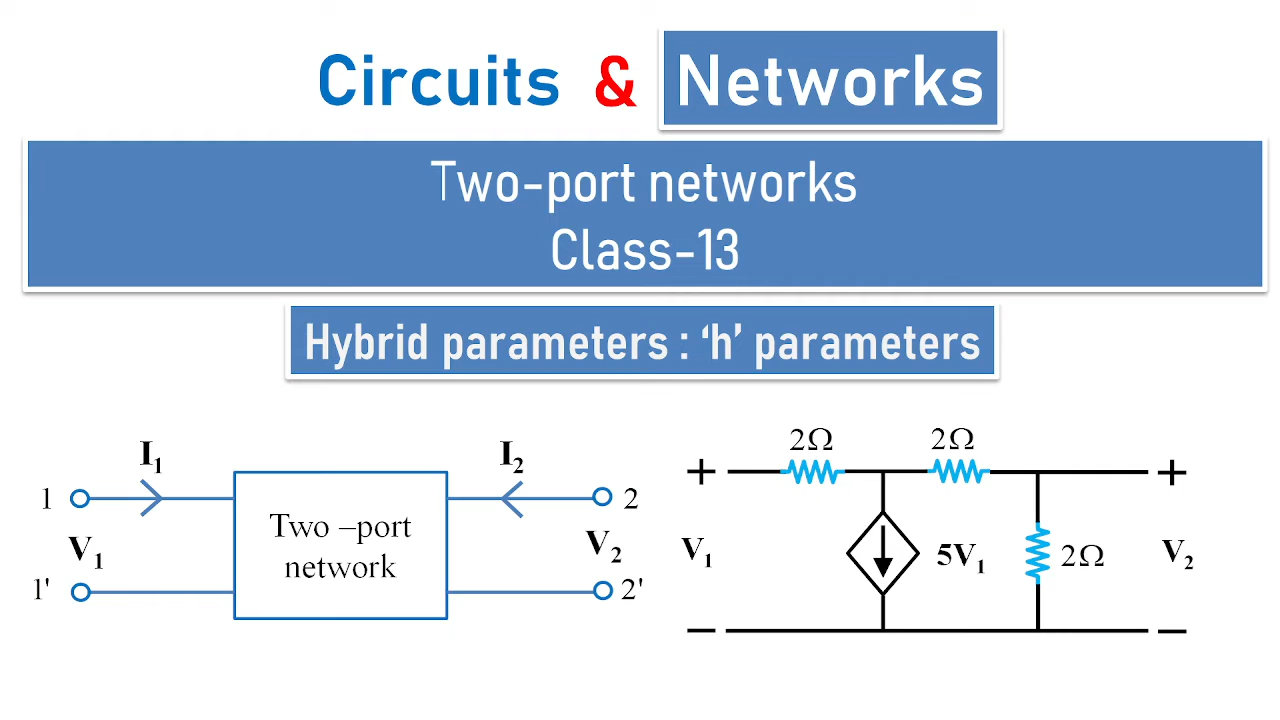 Circuits & Networks
Two-port networks
Class-13
Hybrid parameters : ‘h’ parameters
I₁
I₂
1
2
V₁
Two –port
network
V₂
1'
2'
2Ω
2Ω
+
+
V₁
5V₁
2Ω
V₂
–
–